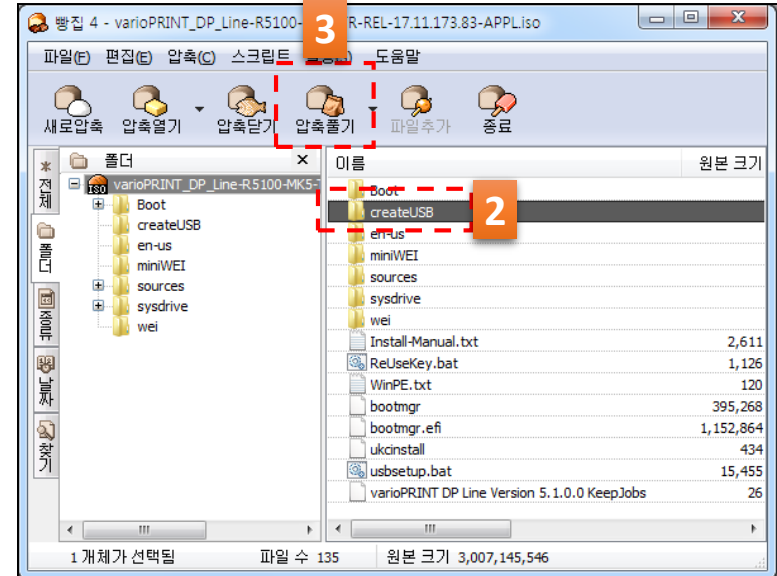 빵집 4 - varioPRINT_DP_Line-R5100- R-REL-17.11.173.83-APPL.iso
3
파일(F) 편집(E) 압축(C) 스크립트 도움말
새로압축 압축열기 압축닫기 압축풀기 파일추가 종료
전체
폴더
종류
날짜
찾기
폴더 ×
varioPRINT_DP_Line-R5100-MK5-
Boot
createUSB
en-us
miniWEI
sources
sysdrive
wei
이름 원본 크기
Boot
createUSB
2
en-us
miniWEI
sources
sysdrive
wei
Install-Manual.txt 2,611
ReUseKey.bat 1,126
WinPE.txt 120
bootmgr 395,268
bootmgr.efi 1,152,864
ukcinstall 434
usbsetup.bat 15,455
varioPRINT DP Line Version 5.1.0.0 KeepJobs 26
1 개체가 선택됨 파일 수 135 원본 크기 3,007,145,546